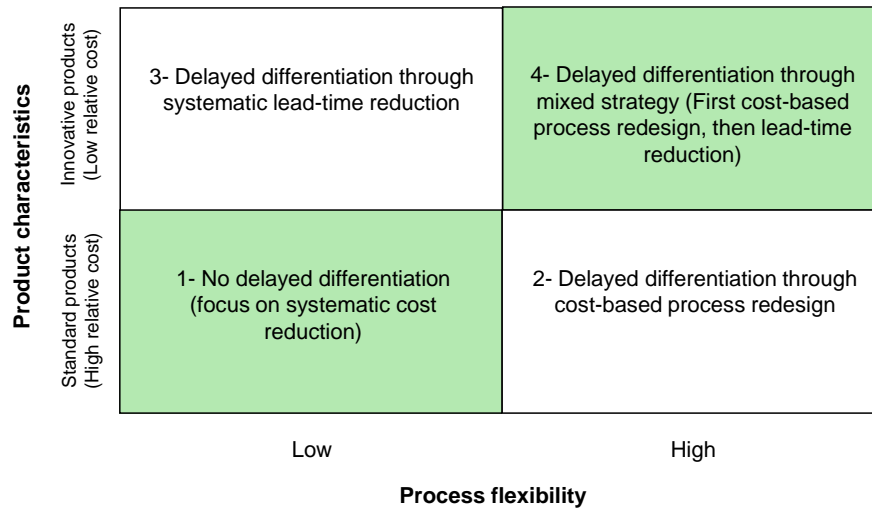 Product characteristics
Innovative products
(Low relative cost)
3- Delayed differentiation through
systematic lead-time reduction
4- Delayed differentiation through
mixed strategy (First cost-based
process redesign, then lead-time
reduction)
Standard products
(High relative cost)
1- No delayed differentiation
(focus on systematic cost
reduction)
2- Delayed differentiation through
cost-based process redesign
Low
High
Process flexibility